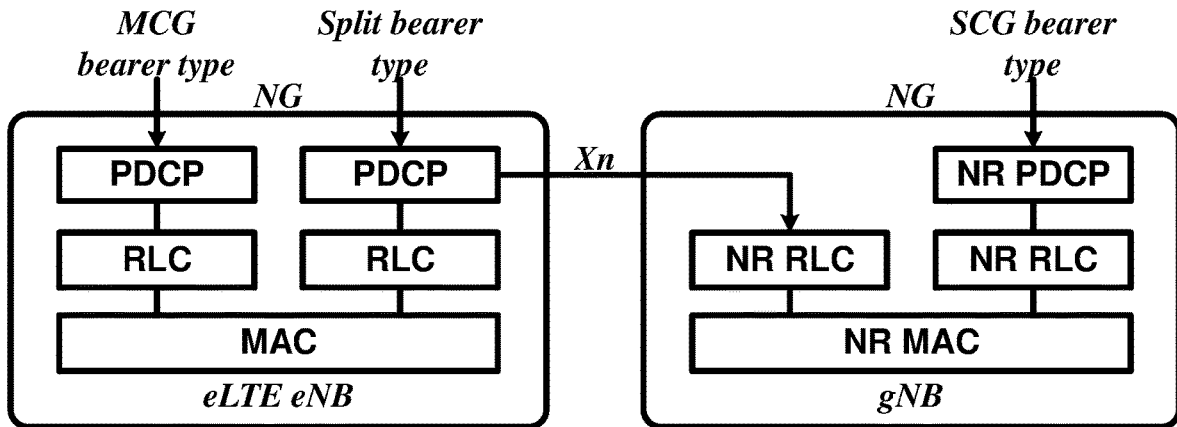 MCG
bearer type
Split bearer
type
SCG bearer
type
NG
NG
PDCP
PDCP
Xn
NR PDCP
RLC
RLC
NR RLC
NR RLC
MAC
NR MAC
eLTE eNB
gNB